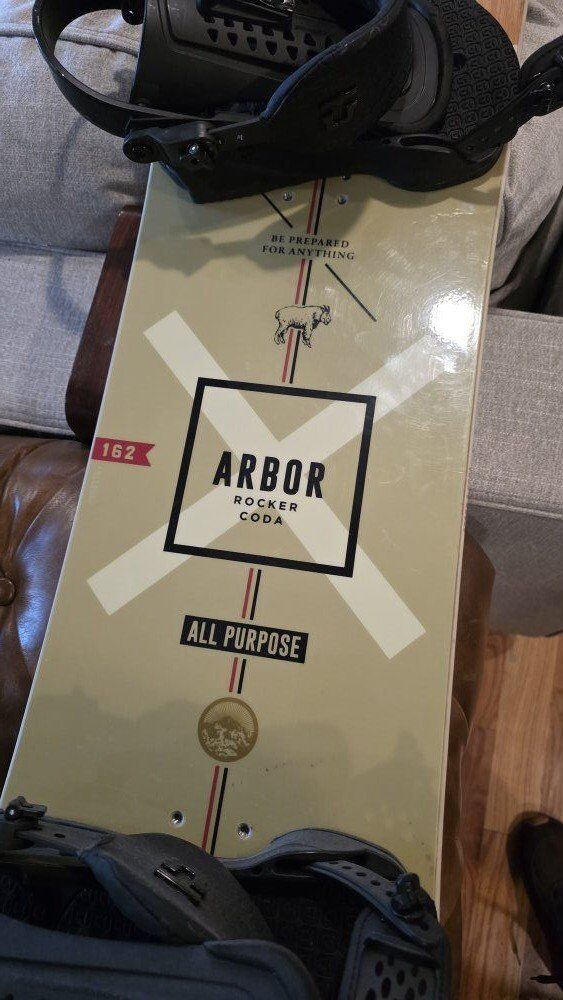 BE PREPARED
FOR ANYTHING
162
ARBOR
ROCKER
CODA
ALL PURPOSE